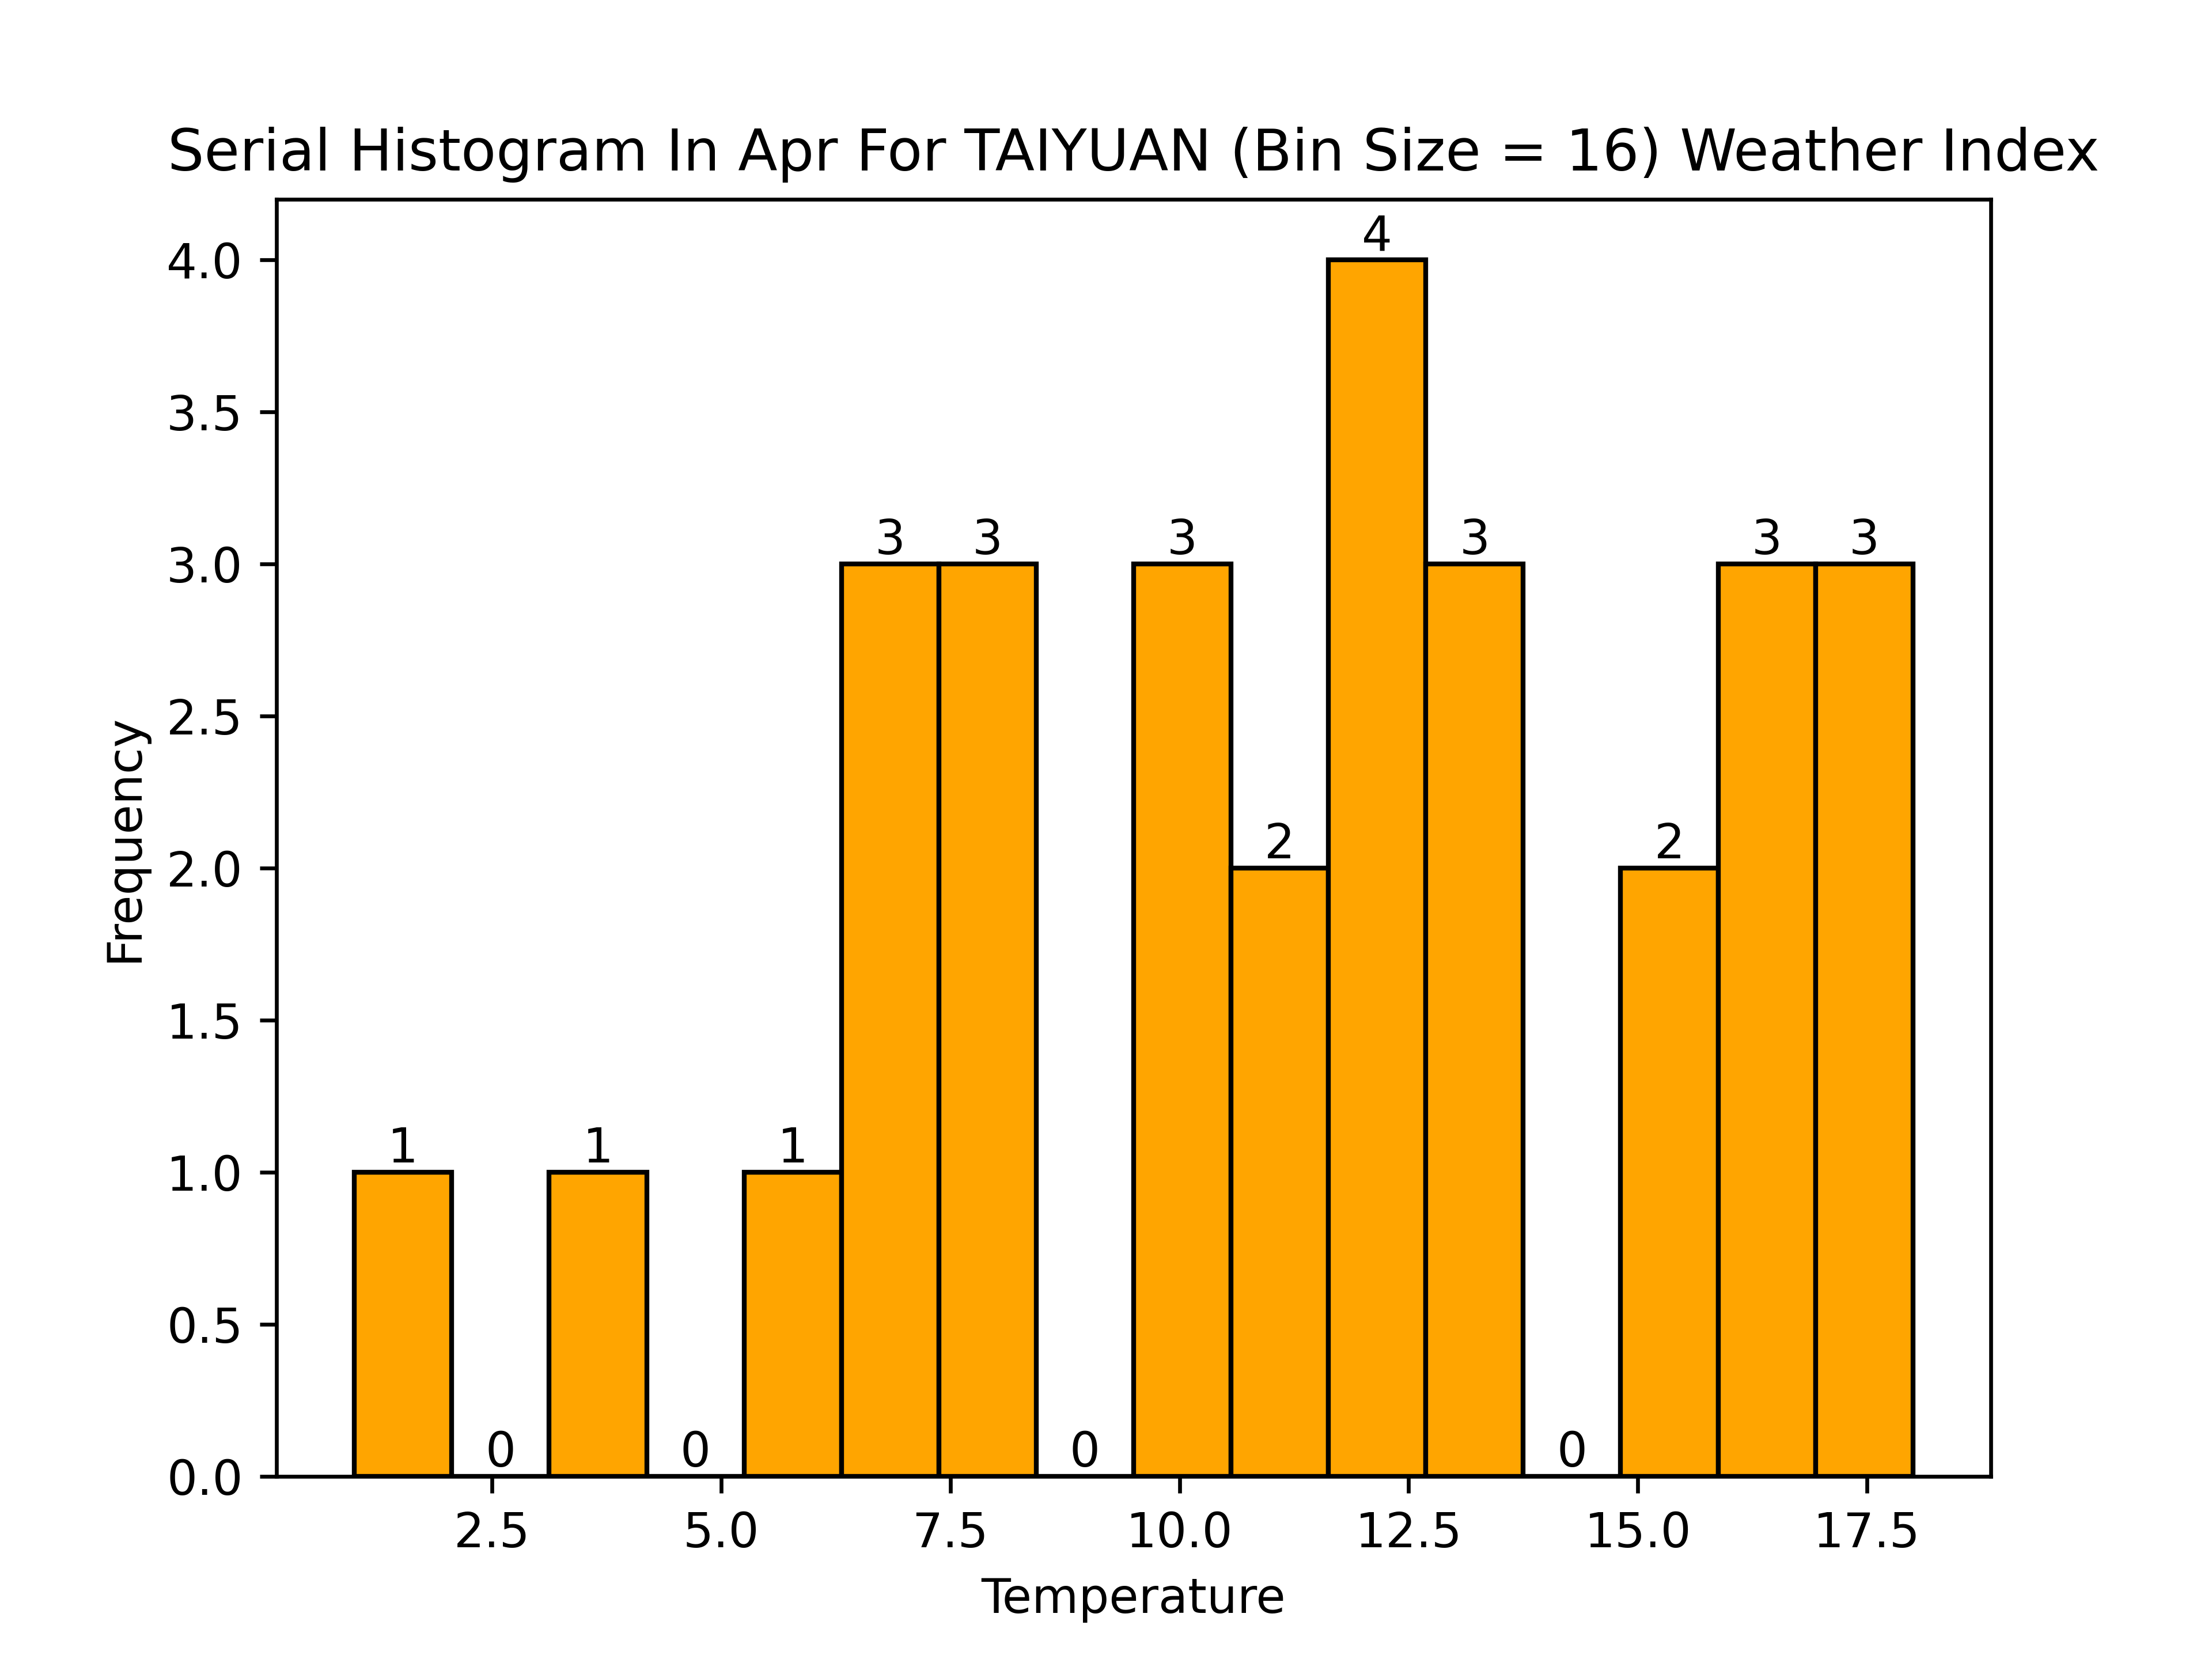 Serial Histogram In Apr For TAIYUAN (Bin Size = 16) Weather Index
4
4.0
3.5
3 3 3 3 3 3
3.0
2.5
2 2
2.0
1.5
1 1 1
1.0
0.5
0 0 0 0
0.0
2.5 5.0 7.5 10.0 12.5 15.0 17.5
Temperature
Frequency